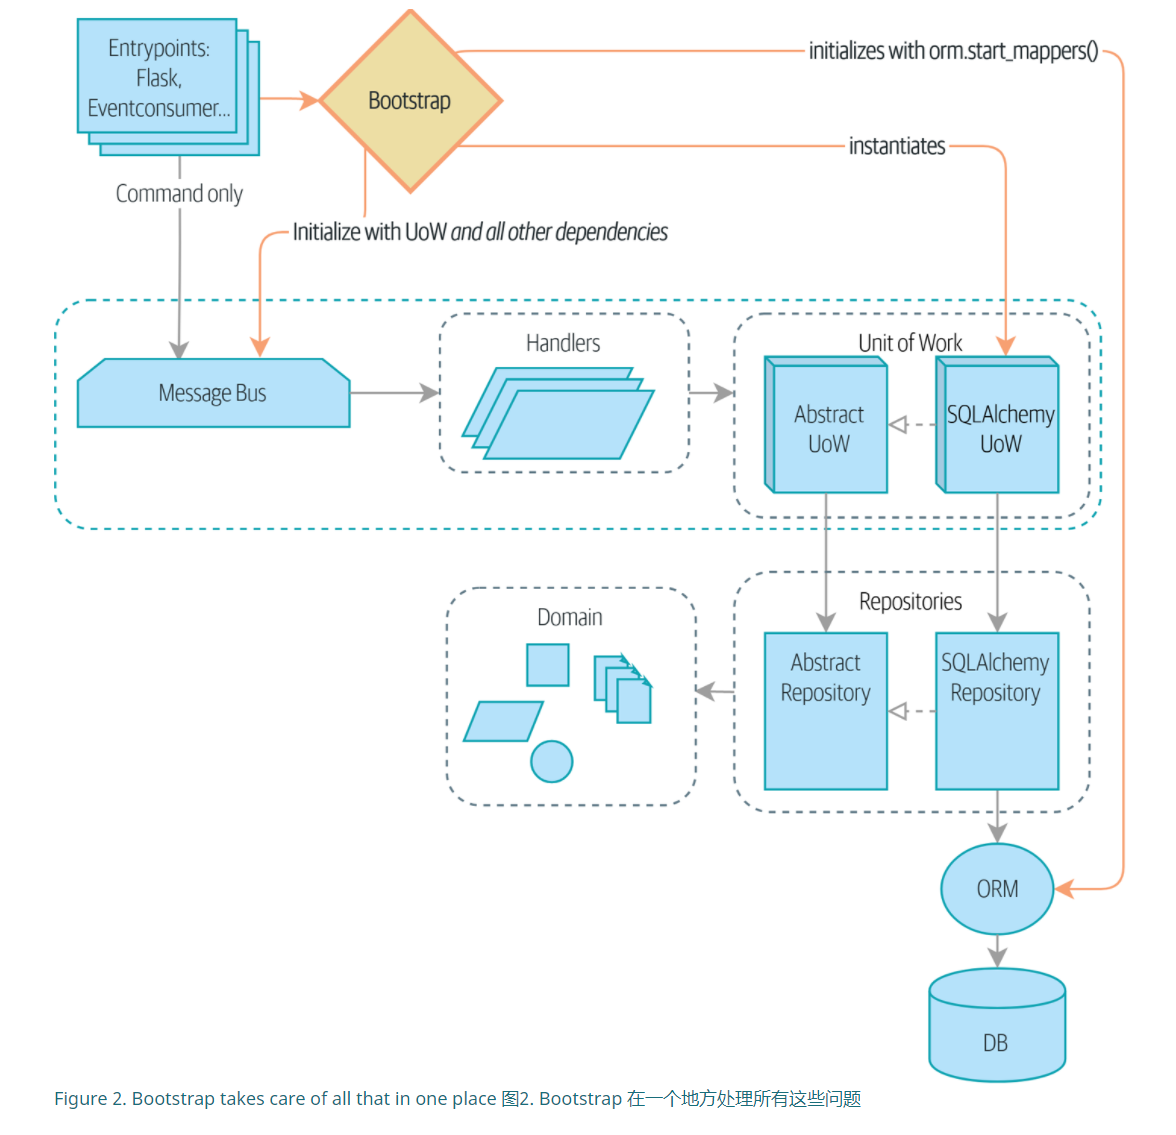 Entrypoints:
Flask,
Eventconsumer...
Bootstrap
initializes with orm.start_mappers()
instantiates
Command only
Initialize with UoW and all other dependencies
Message Bus
Handlers
Unit of Work
Abstract
UoW
SQLAlchemy
UoW
Domain
Repositories
Abstract
Repository
SQLAlchemy
Repository
ORM
DB
Figure 2. Bootstrap takes care of all that in one place 图2. Bootstrap 在一个地方处理所有这些问题